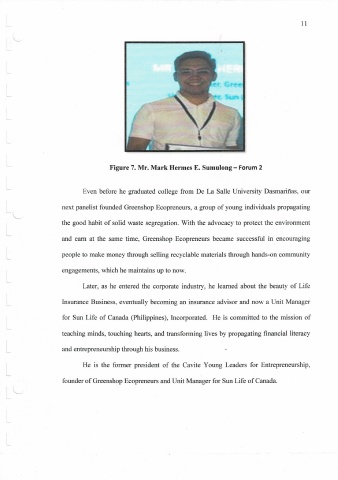 11
Figure 7. Mr. Mark Hermes E. Sumulong – Forum 2
Even before he graduated college from De La Salle University Dasmariñas, our
next panelist founded Greenshop Ecopreneurs, a group of young individuals propagating
the good habit of solid waste segregation. With the advocacy to protect the environment
and earn at the same time, Greenshop Ecopreneurs became successful in encouraging
people to make money through selling recyclable materials through hands-on community
engagements, which he maintains up to now.
Later, as he entered the corporate industry, he learned about the beauty of Life
Insurance Business, eventually becoming an insurance advisor and now a Unit Manager
for Sun Life of Canada (Philippines), Incorporated. He is committed to the mission of
teaching minds, touching hearts, and transforming lives by propagating financial literacy
and entrepreneurship through his business.
He is the former president of the Cavite Young Leaders for Entrepreneurship,
founder of Greenshop Ecopreneurs and Unit Manager for Sun Life of Canada.